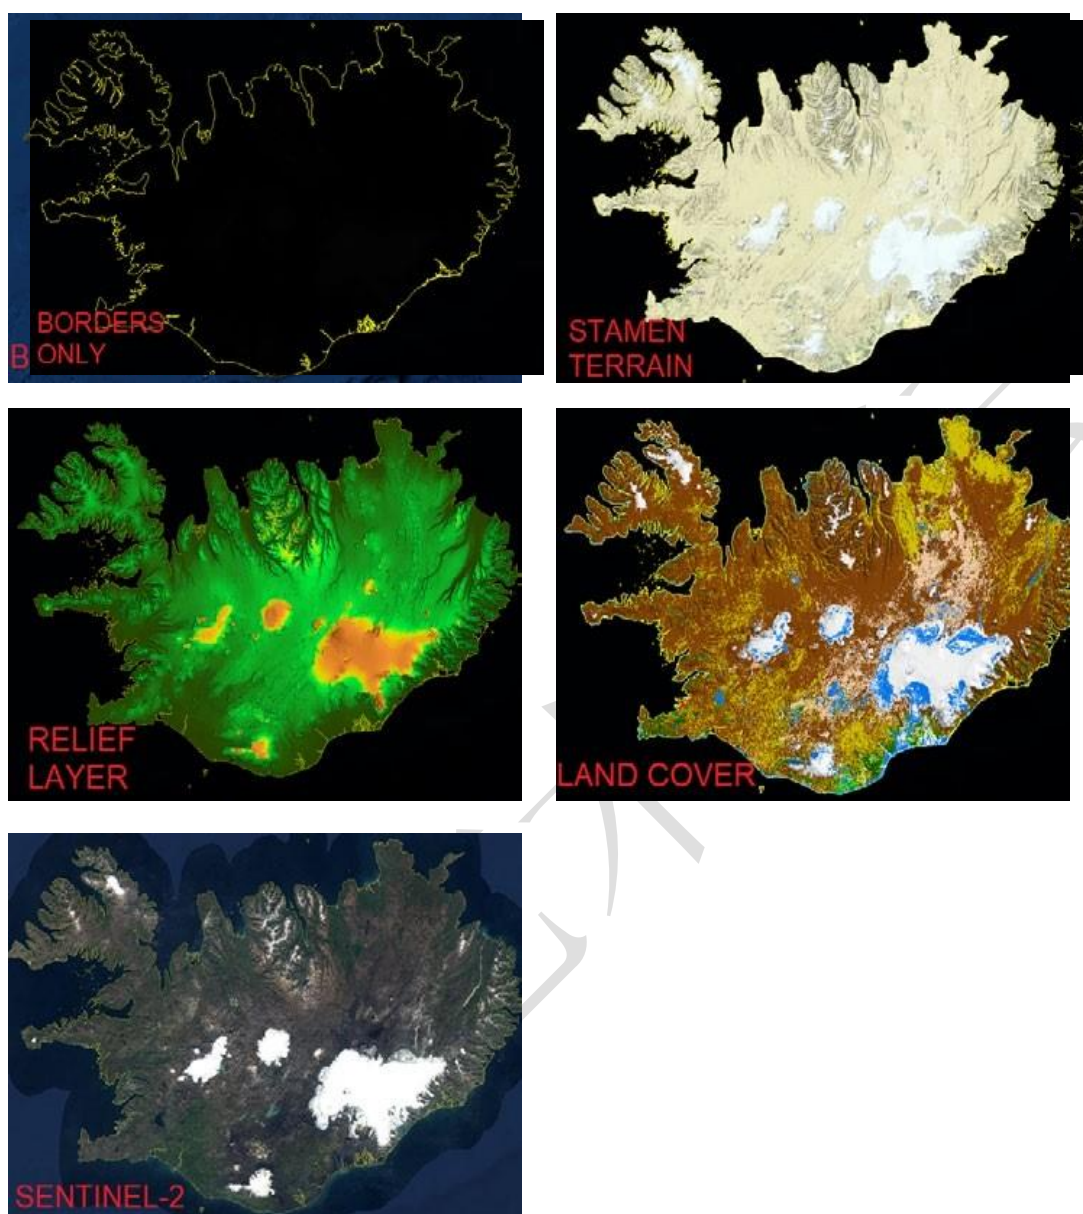 BORDERS
B ONLY
STAMEN
TERRAIN
RELIEF
LAYER
LAND COVER
SENTINEL-2